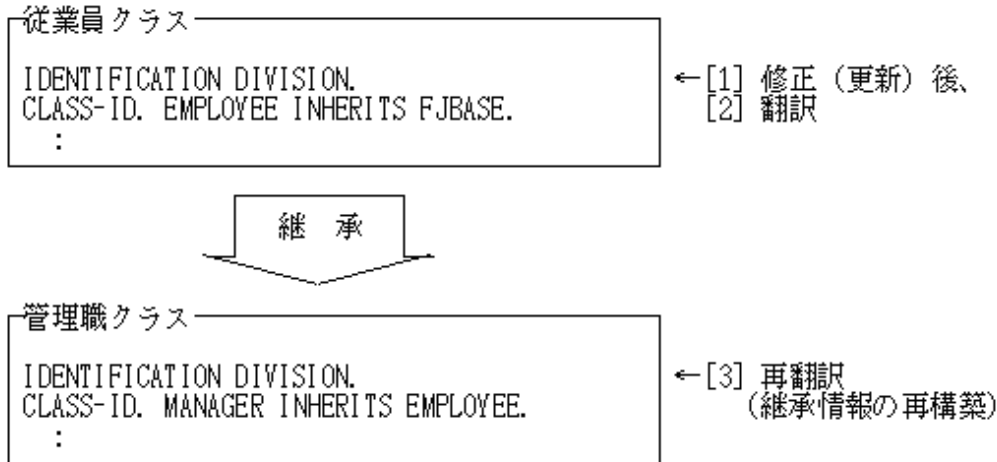 従業員クラス
IDENTIFICATION DIVISION.
CLASS-ID. EMPLOYEE INHERITS FJBASE.
:
←[1] 修正（更新）後、
[2] 翻訳
継 承
管理職クラス
IDENTIFICATION DIVISION.
CLASS-ID. MANAGER INHERITS EMPLOYEE.
:
←[3] 再翻訳
（継承情報の再構築）